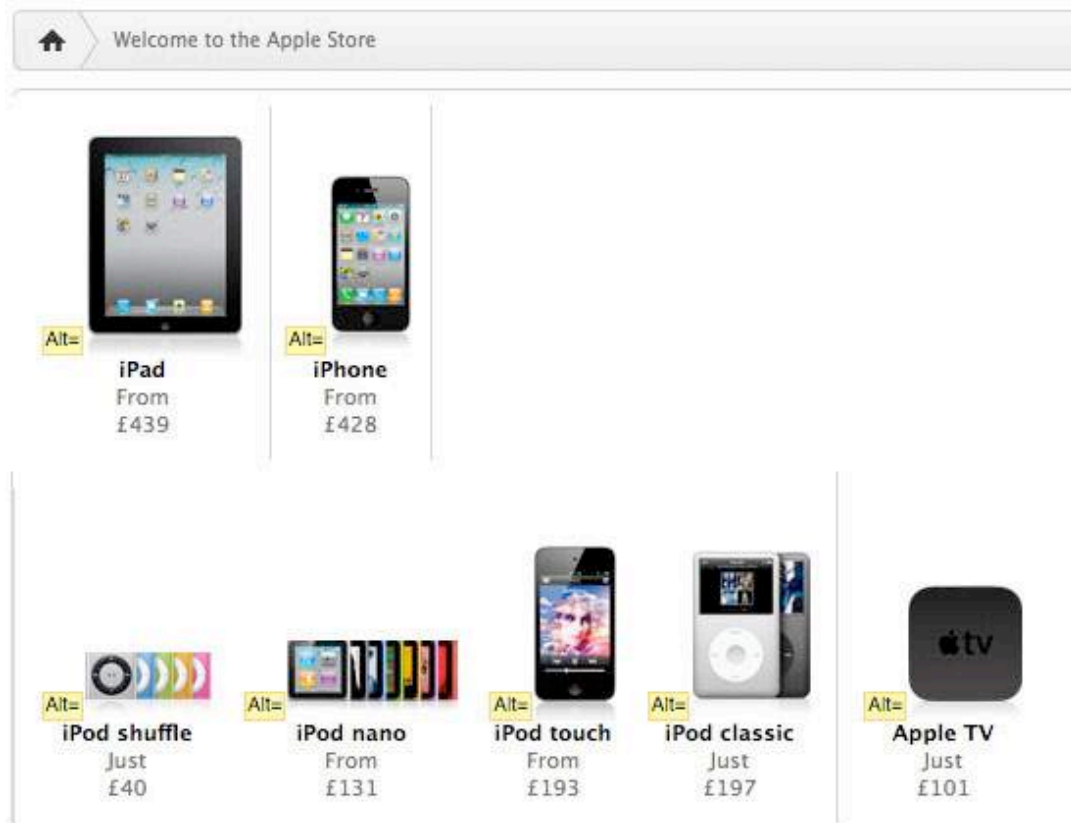 Welcome to the Apple Store
Alt= Alt=
iPad iPhone
From From
£439 £428
tv
Alt= Alt= Alt= Alt= Alt=
iPod shuffle iPod nano iPod touch iPod classic Apple TV
Just From From Just Just
£40 £131 £193 £197 £101